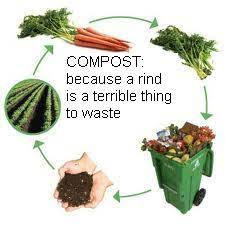 COMPOST:
because a rind
is a terrible thing
to waste